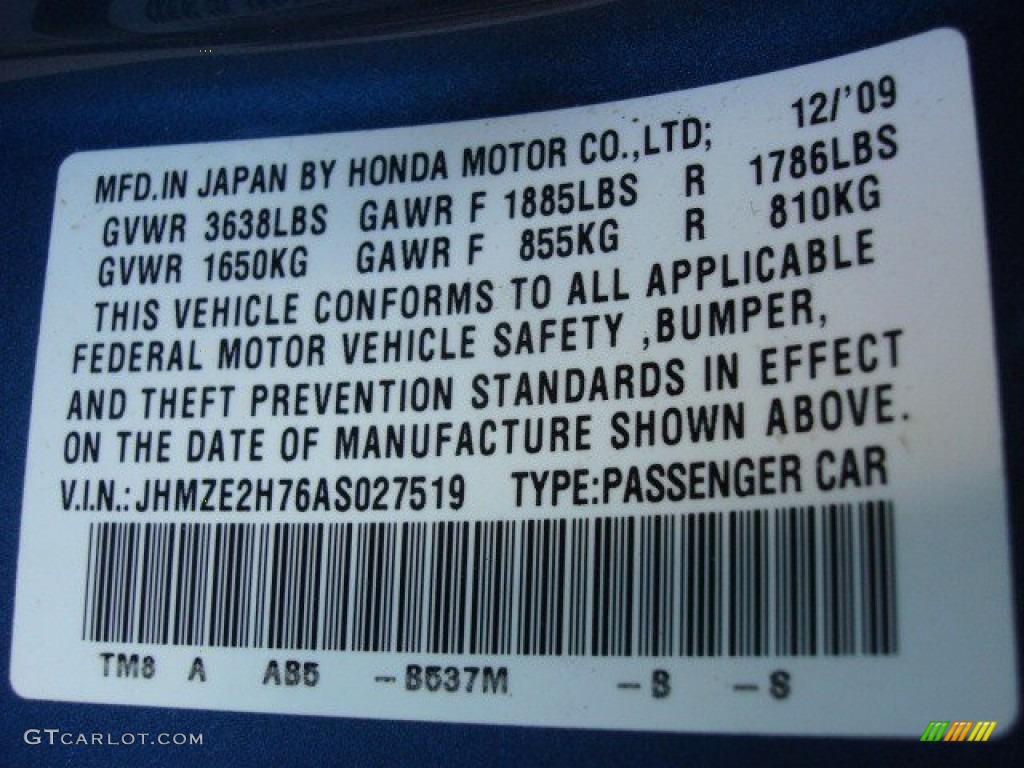 MFD.IN JAPAN BY HONDA MOTOR CO.,LTD; 12/'09
GVWR 3638LBS GAWR F 1885LBS R 1786LBS
GVWR 1650KG GAWR F 855KG R 810KG
THIS VEHICLE CONFORMS TO ALL APPLICABLE
FEDERAL MOTOR VEHICLE SAFETY ,BUMPER,
AND THEFT PREVENTION STANDARDS IN EFFECT
ON THE DATE OF MANUFACTURE SHOWN ABOVE.
V.I.N.: JHMZE2H76AS027519 TYPE:PASSENGER CAR
TM8 A AB5 -B537M -B -S
GTCARLOT.COM